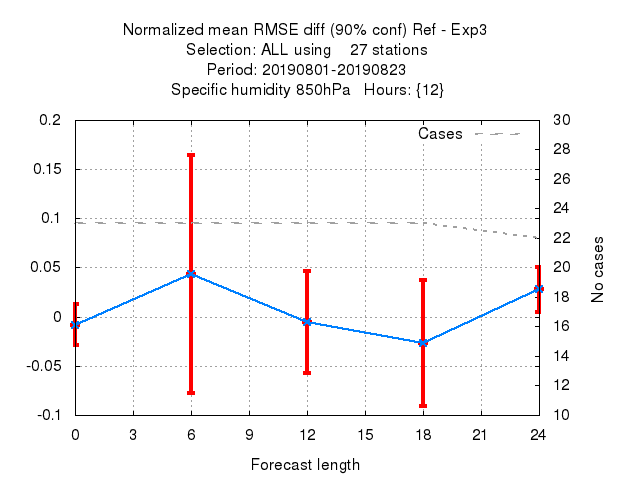 Normalized mean RMSE diff (90% conf) Ref - Exp3
Selection: ALL using    27 stations
Period: 20190801-20190823
Specific humidity 850hPa   Hours: {12}
Cases
0.2
0.15
0.1
0.05
0
-0.05
-0.1
30
28
26
24
22
20
18
16
14
12
10
No cases
0 3 6 9 12 15 18 21 24
Forecast length